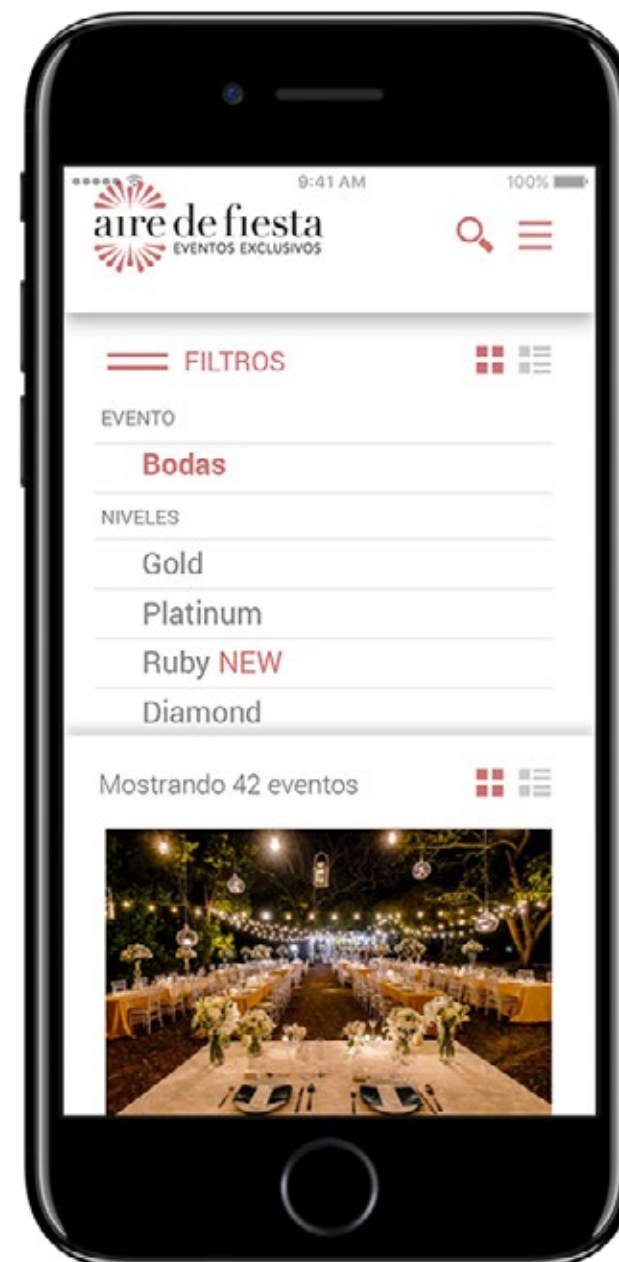 9:41 AM
100%
aire de fiesta
EVENTOS EXCLUSIVOS
FILTROS
EVENTO
Bodas
NIVELES
Gold
Platinum
Ruby NEW
Diamond
Mostrando 42 eventos